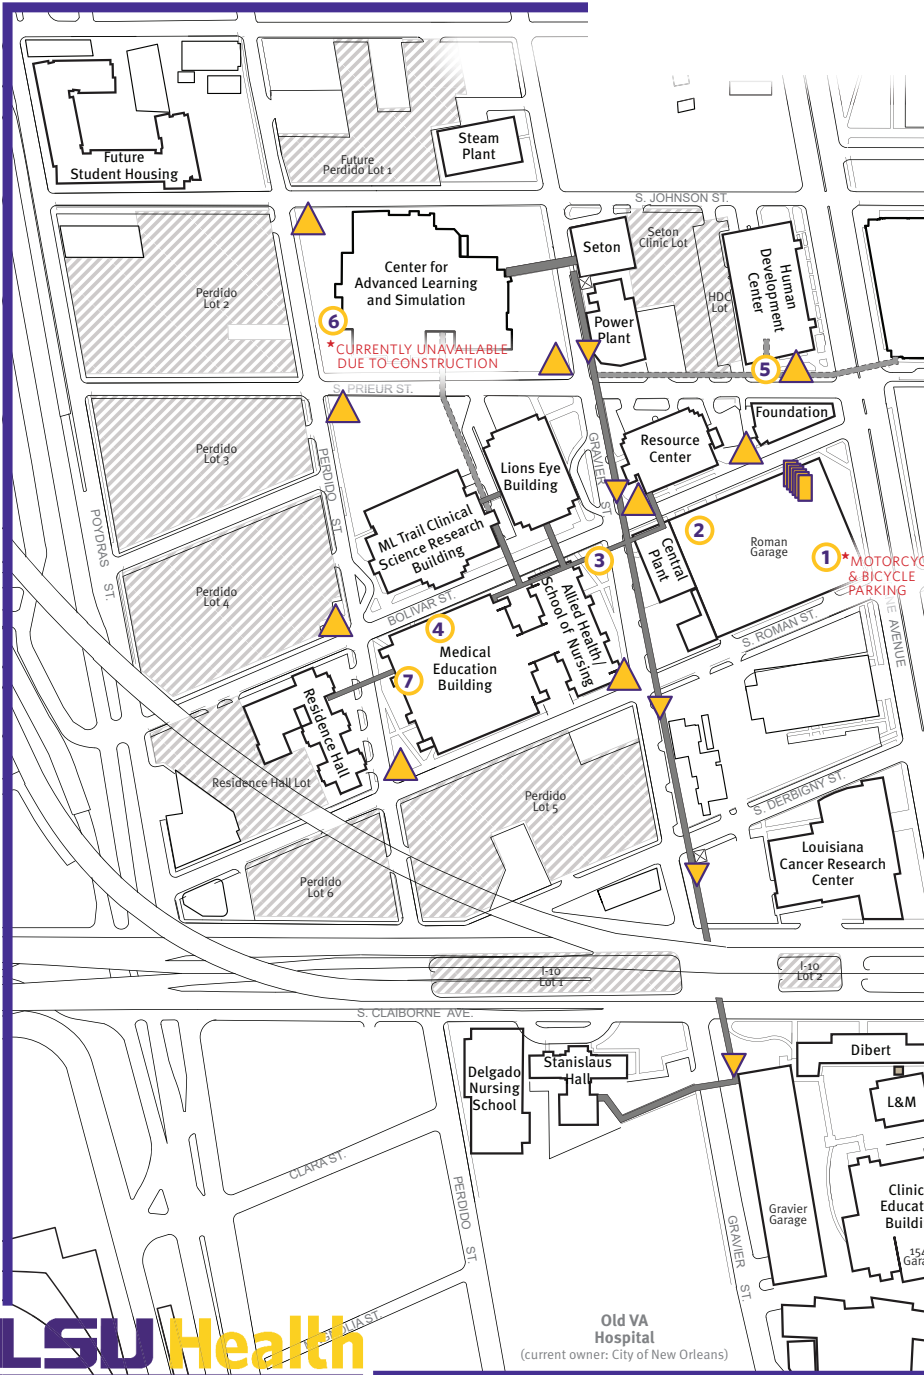 Steam
Plant
Future
Student Housing
Future
Perdido Lot 1
S. JOHNSON ST.
Seton
Seton
Clinic Lot
Human
Development
Center
Center for
Advanced Learning
and Simulation
Perdido
Lot 2
HDC
Lot
6
Power
Plant
*CURRENTLY UNAVAILABLE
DUE TO CONSTRUCTION
5
S. PRIEUR ST.
Foundation
Resource
Center
Perdido
Lot 3
PERDIDO ST.
GRAVIER ST.
Lions Eye
Building
POYDRAS ST.
ML Trail Clinical
Science Research
Building
2
Roman
Garage
1
*MOTORCYC
& BICYCLE
PARKING
3
Central
Plant
Perdido
Lot 4
BOLIVAR ST.
Allied Health/
School of Nursing
NE AVENUE
4
S. ROMAN ST.
Medical
Education
Building
7
Residence Hall
Residence Hall Lot
Perdido
Lot 5
S. DERBIGNY ST.
Louisiana
Cancer Research
Center
Perdido
Lot 6
I-10
Lot 1
I-10
Lot 2
S. CLAIBORNE AVE.
Dibert
Stanislaus
Hall
Delgado
Nursing
School
L&M
CLARA ST.
PERDIDO ST.
Clinic
Educat
Buildi
Gravier
Garage
GRAVIER ST.
154
Gara
Old VA
Hospital
(current owner: City of New Orleans)
LSU Health